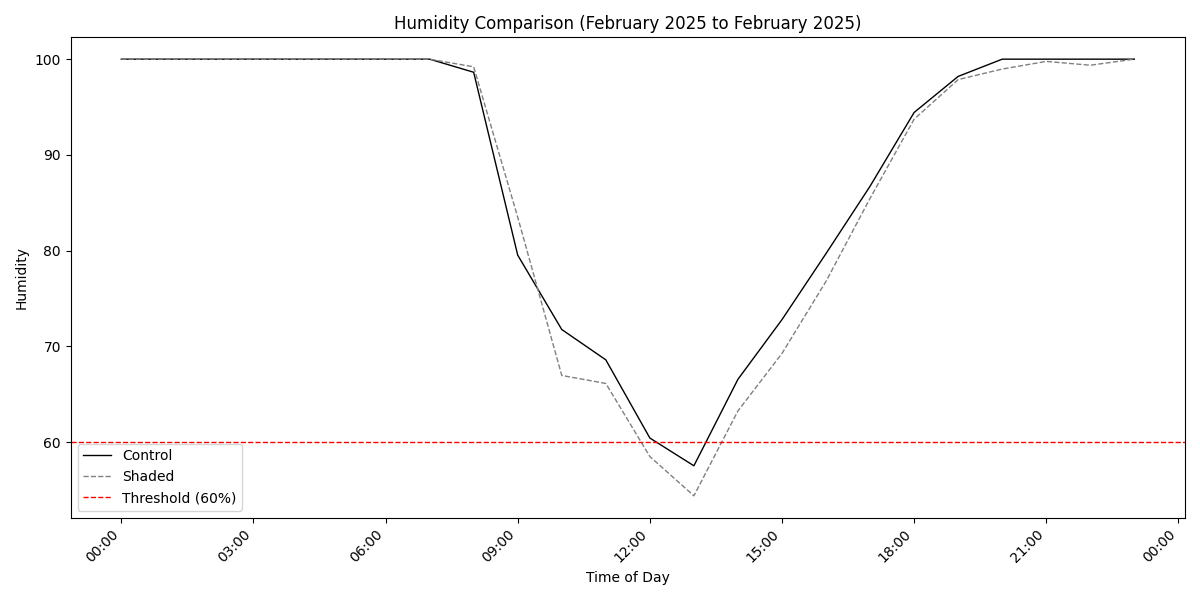 Humidity Comparison (February 2025 to February 2025)
100
90
80
70
60
Humidity
Control
Shaded
Threshold (60%)
00:00
03:00
06:00
09:00
12:00
15:00
18:00
21:00
00:00
Time of Day